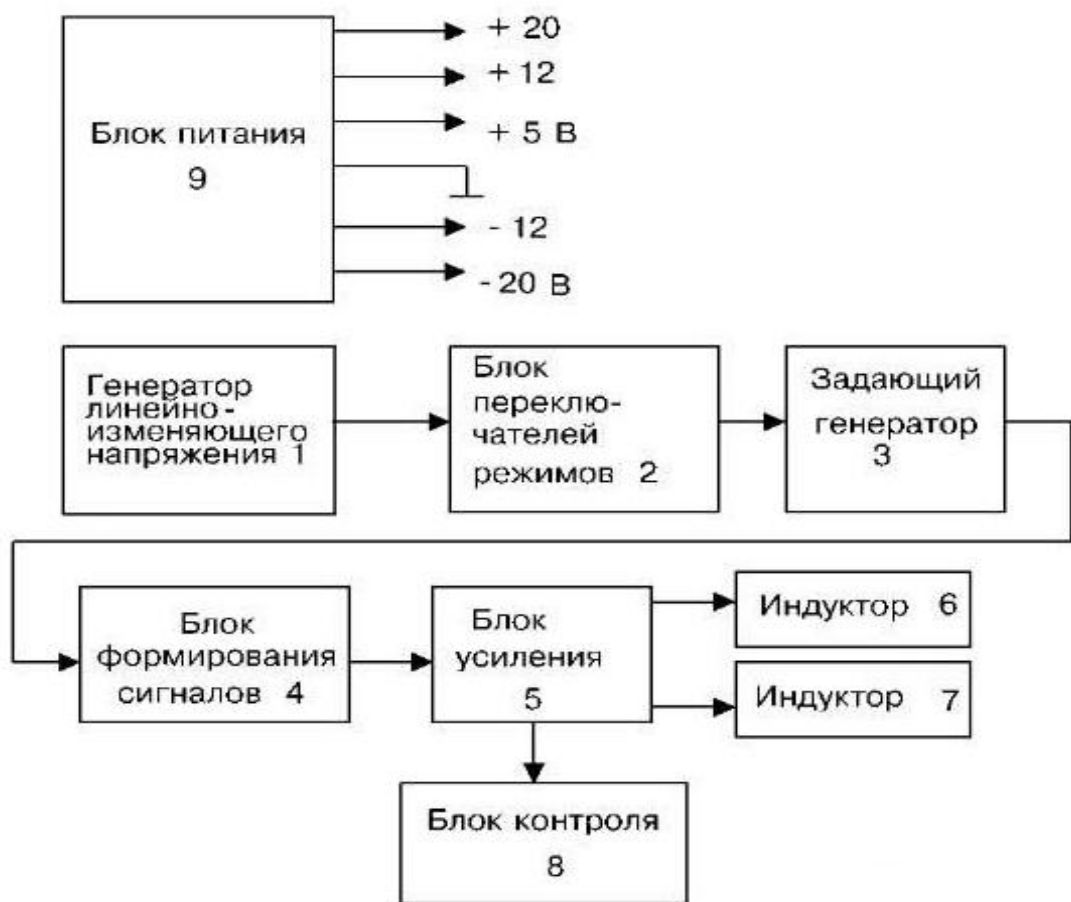 + 20
+ 12
+ 5 В
- 12
- 20 В
Блок питания
9
Генератор
линейно-
изменяющего
напряжения 1
Блок
переклю-
чателей
режимов 2
Задающий
генератор
3
Блок
формирования
сигналов 4
Блок
усиления
5
Индуктор 6
Индуктор 7
Блок контроля
8